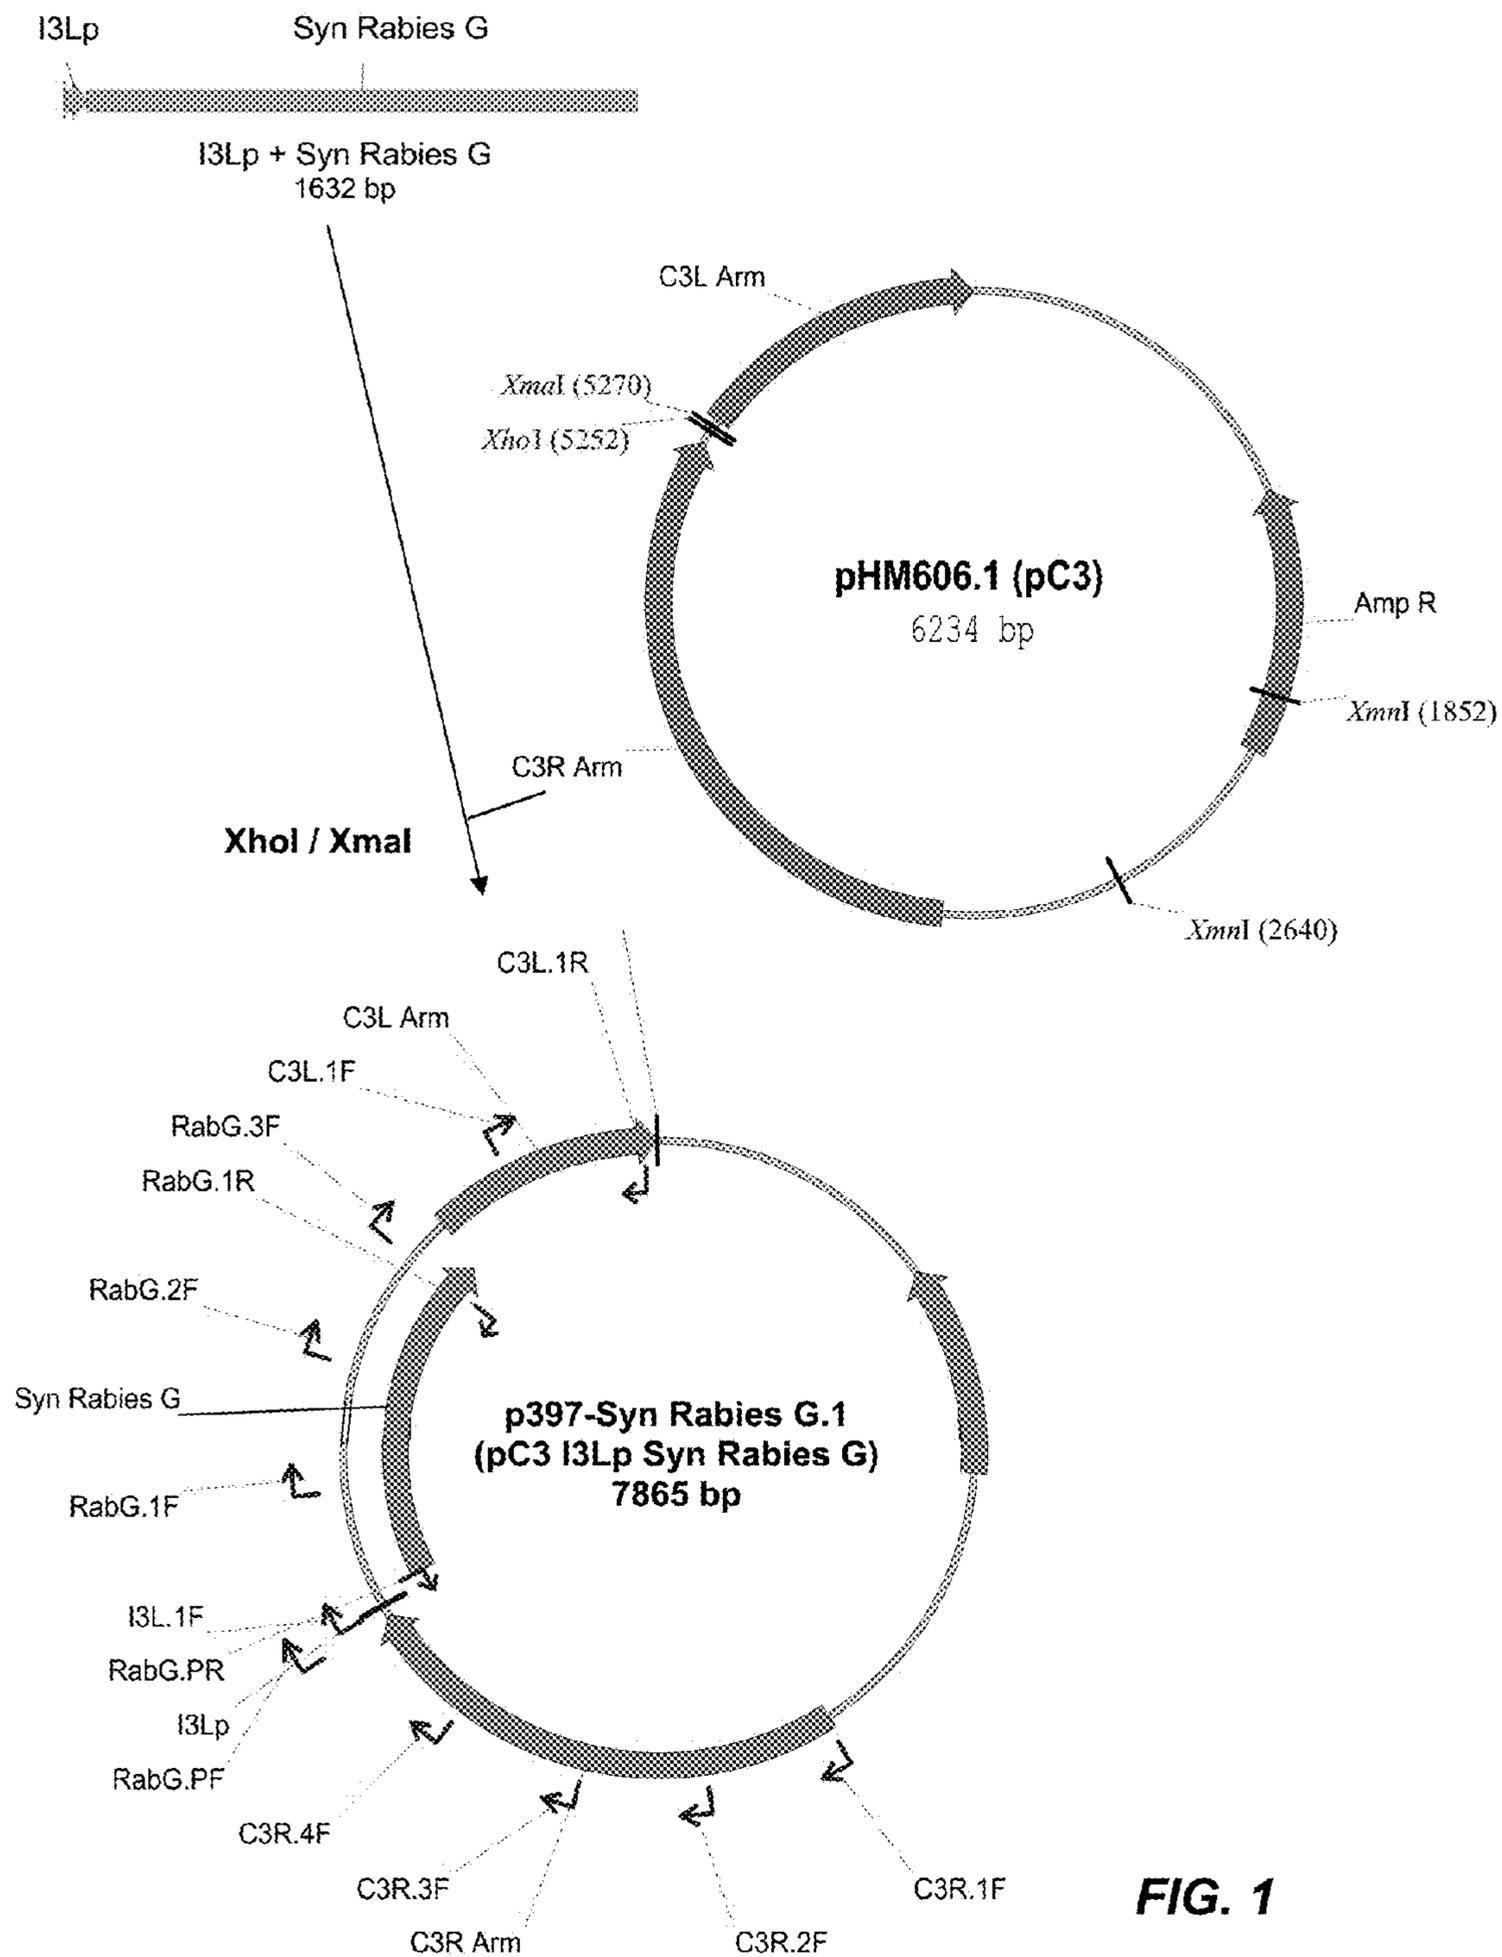 I3Lp
Syn Rabies G
I3Lp + Syn Rabies G
1632 bp
C3L Arm
XmaI (5270)
XhoI (5252)
pHM606.1 (pC3)
6234 bp
Amp R
XmnI (1852)
C3R Arm
XhoI / XmaI
XmnI (2640)
C3L.1R
C3L Arm
C3L.1F
RabG.3F
RabG.1R
RabG.2F
Syn Rabies G
p397-Syn Rabies G.1
(pC3 I3Lp Syn Rabies G)
7865 bp
RabG.1F
I3L.1F
RabG.PR
I3Lp
RabG.PF
C3R.4F
C3R.3F
C3R.1F
C3R Arm
C3R.2F
FIG. 1